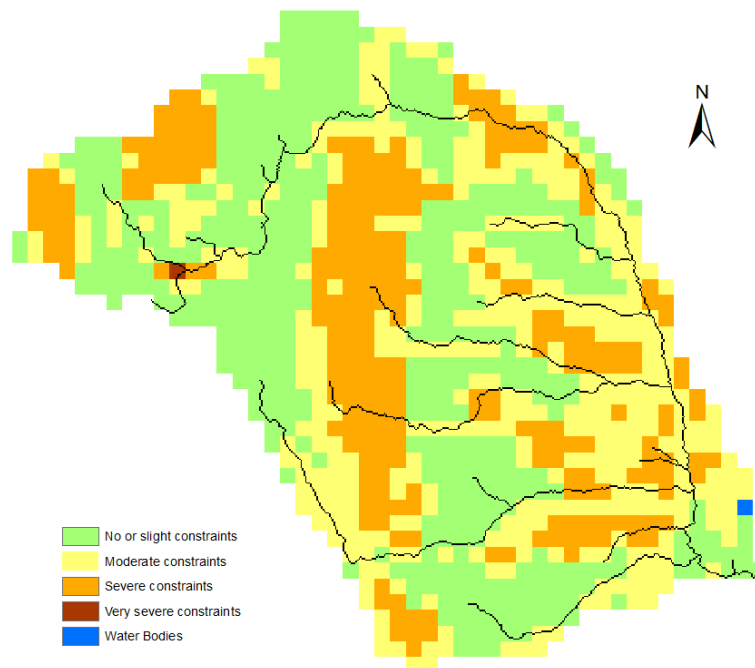 N
No or slight constraints
Moderate constraints
Severe constraints
Very severe constraints
Water Bodies